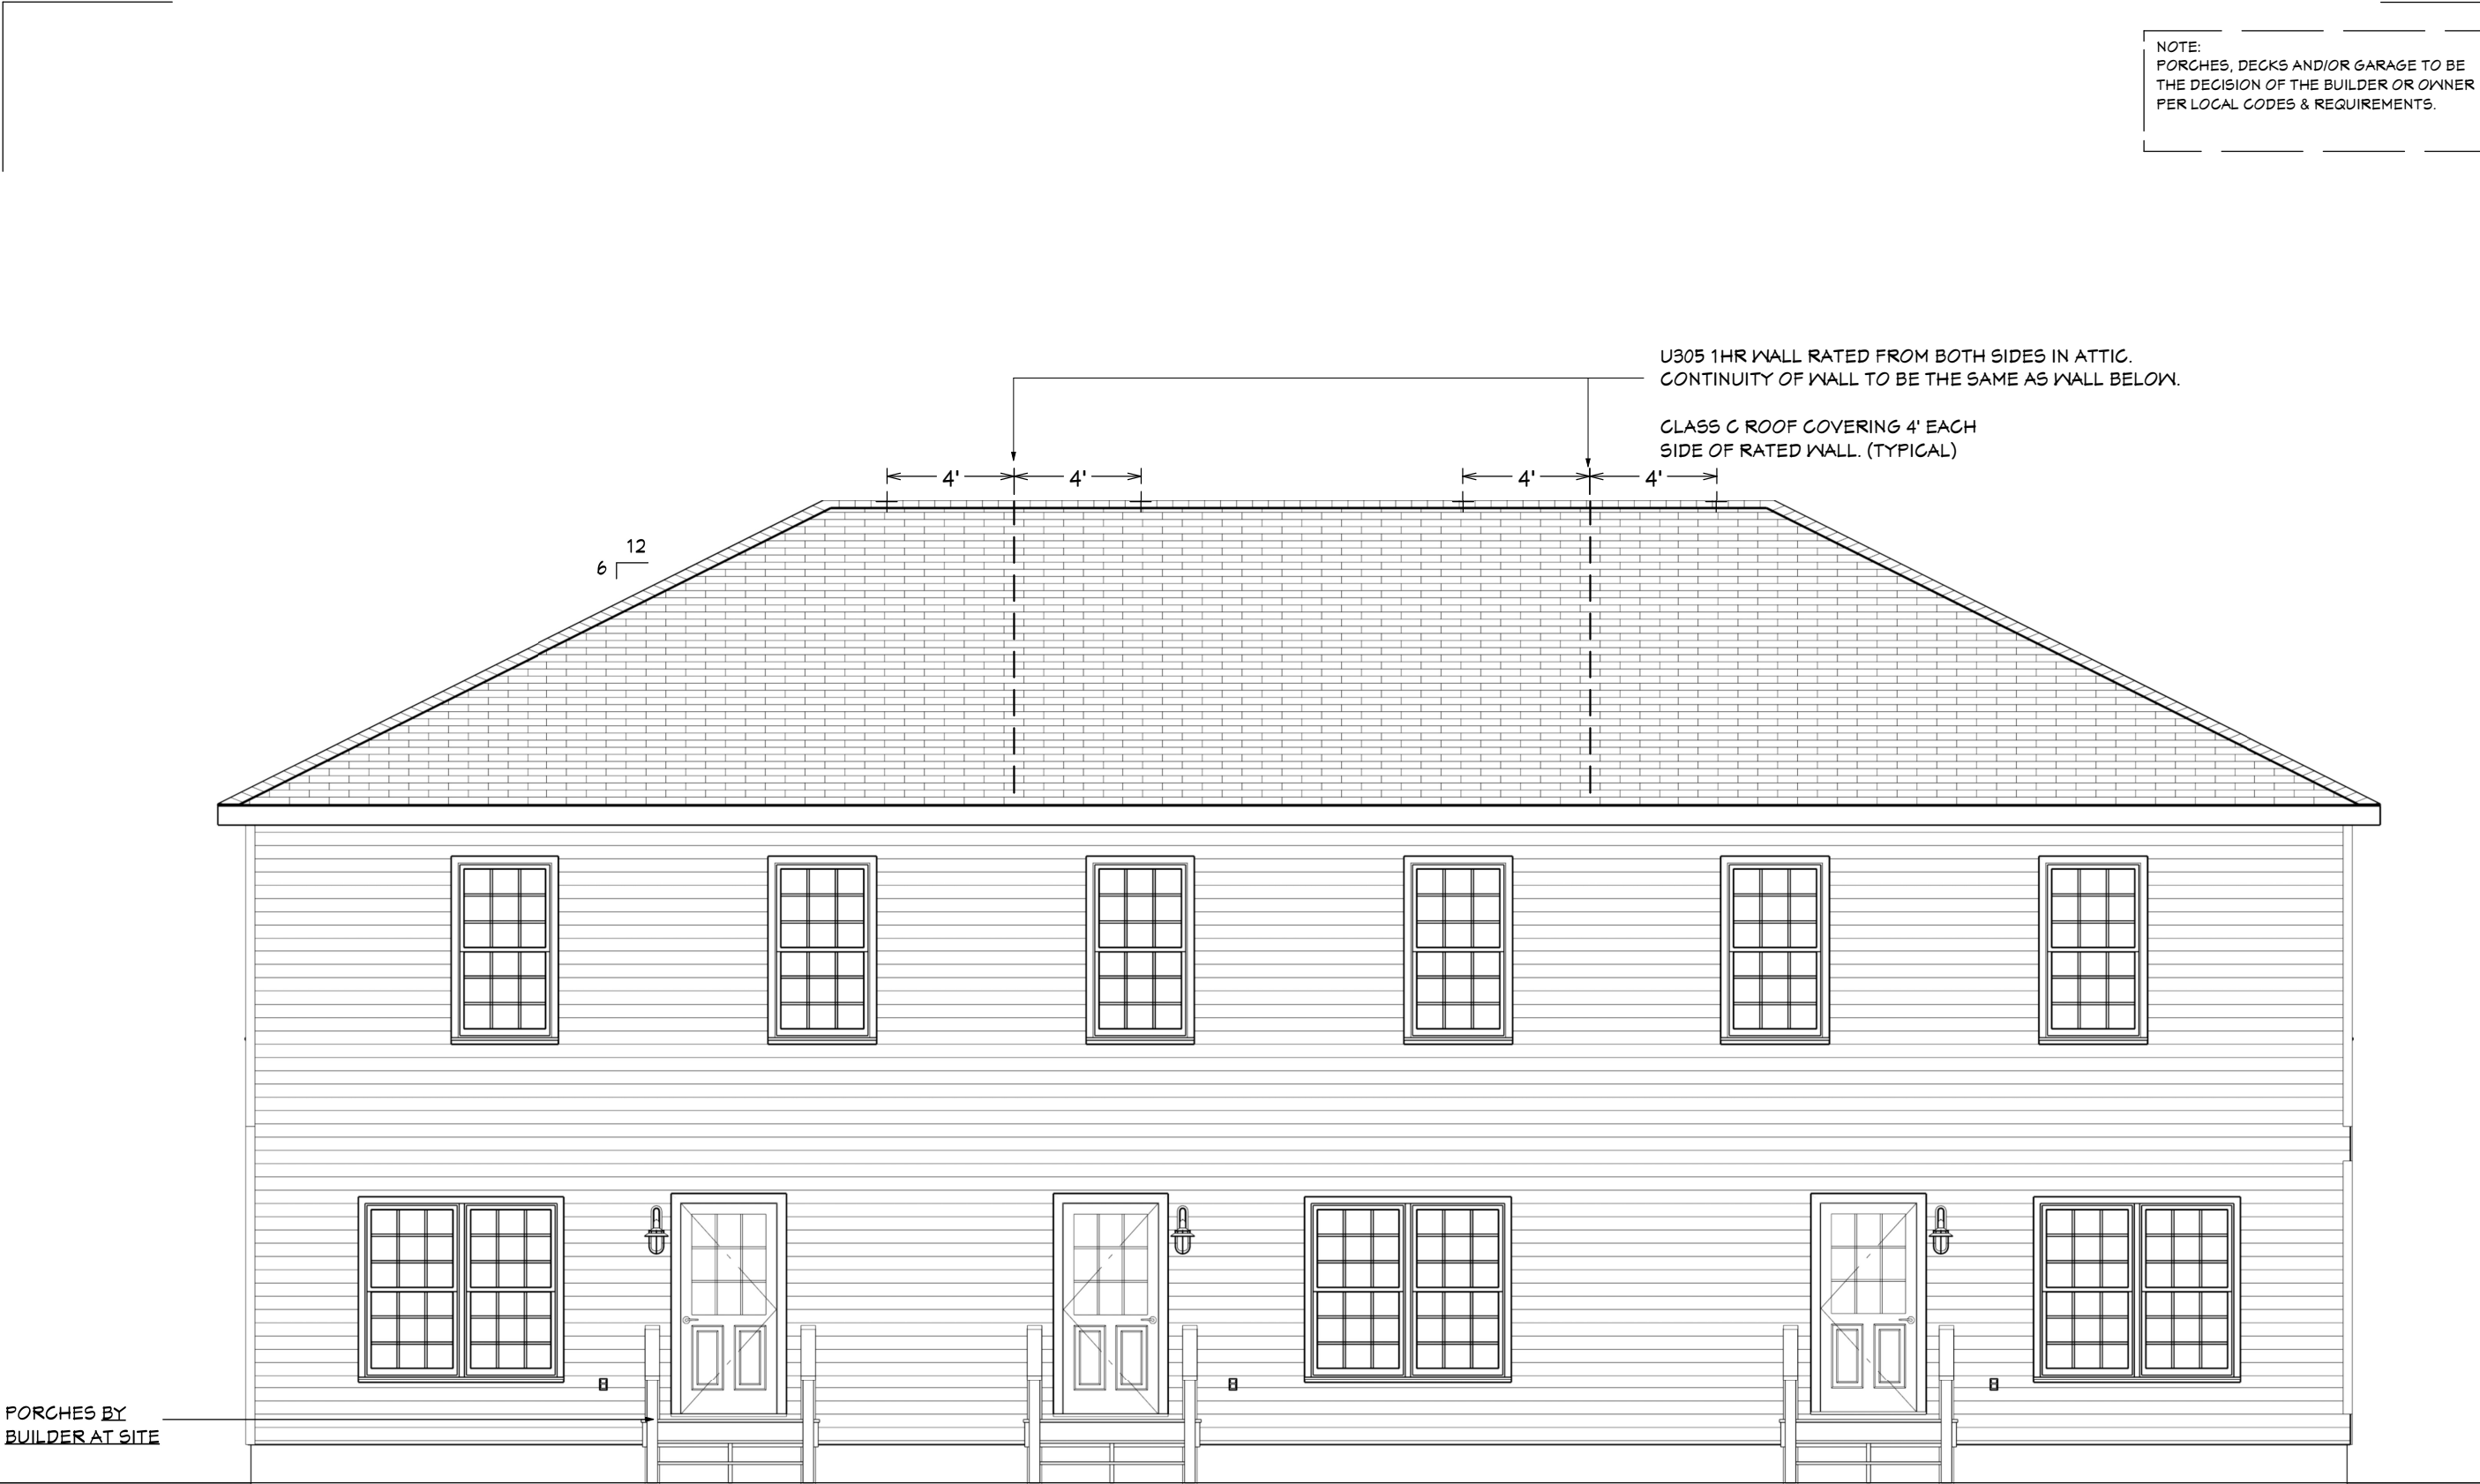 NOTE:
PORCHES, DECKS AND/OR GARAGE TO BE
THE DECISION OF THE BUILDER OR OWNER
PER LOCAL CODES & REQUIREMENTS.
U305 1HR WALL RATED FROM BOTH SIDES IN ATTIC.
CONTINUITY OF WALL TO BE THE SAME AS WALL BELOW.
CLASS C ROOF COVERING 4' EACH
SIDE OF RATED WALL. (TYPICAL)
4' 4' 4' 4'
12
6
PORCHES BY
BUILDER AT SITE